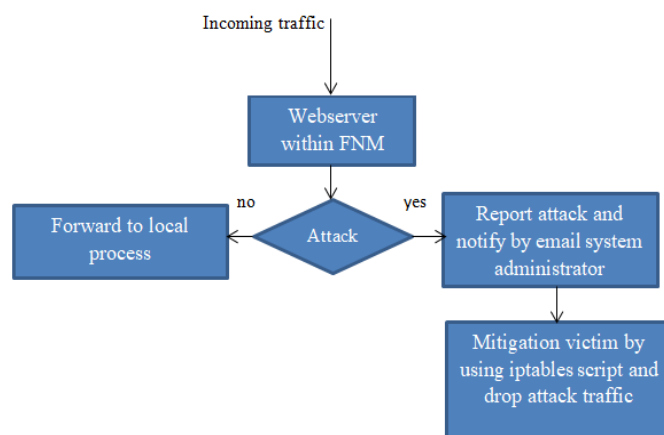 Incoming traffic
Webserver
within FNM
no
yes
Attack
Forward to local
process
Report attack and
notify by email system
administrator
Mitigation victim by
using iptables script and
drop attack traffic